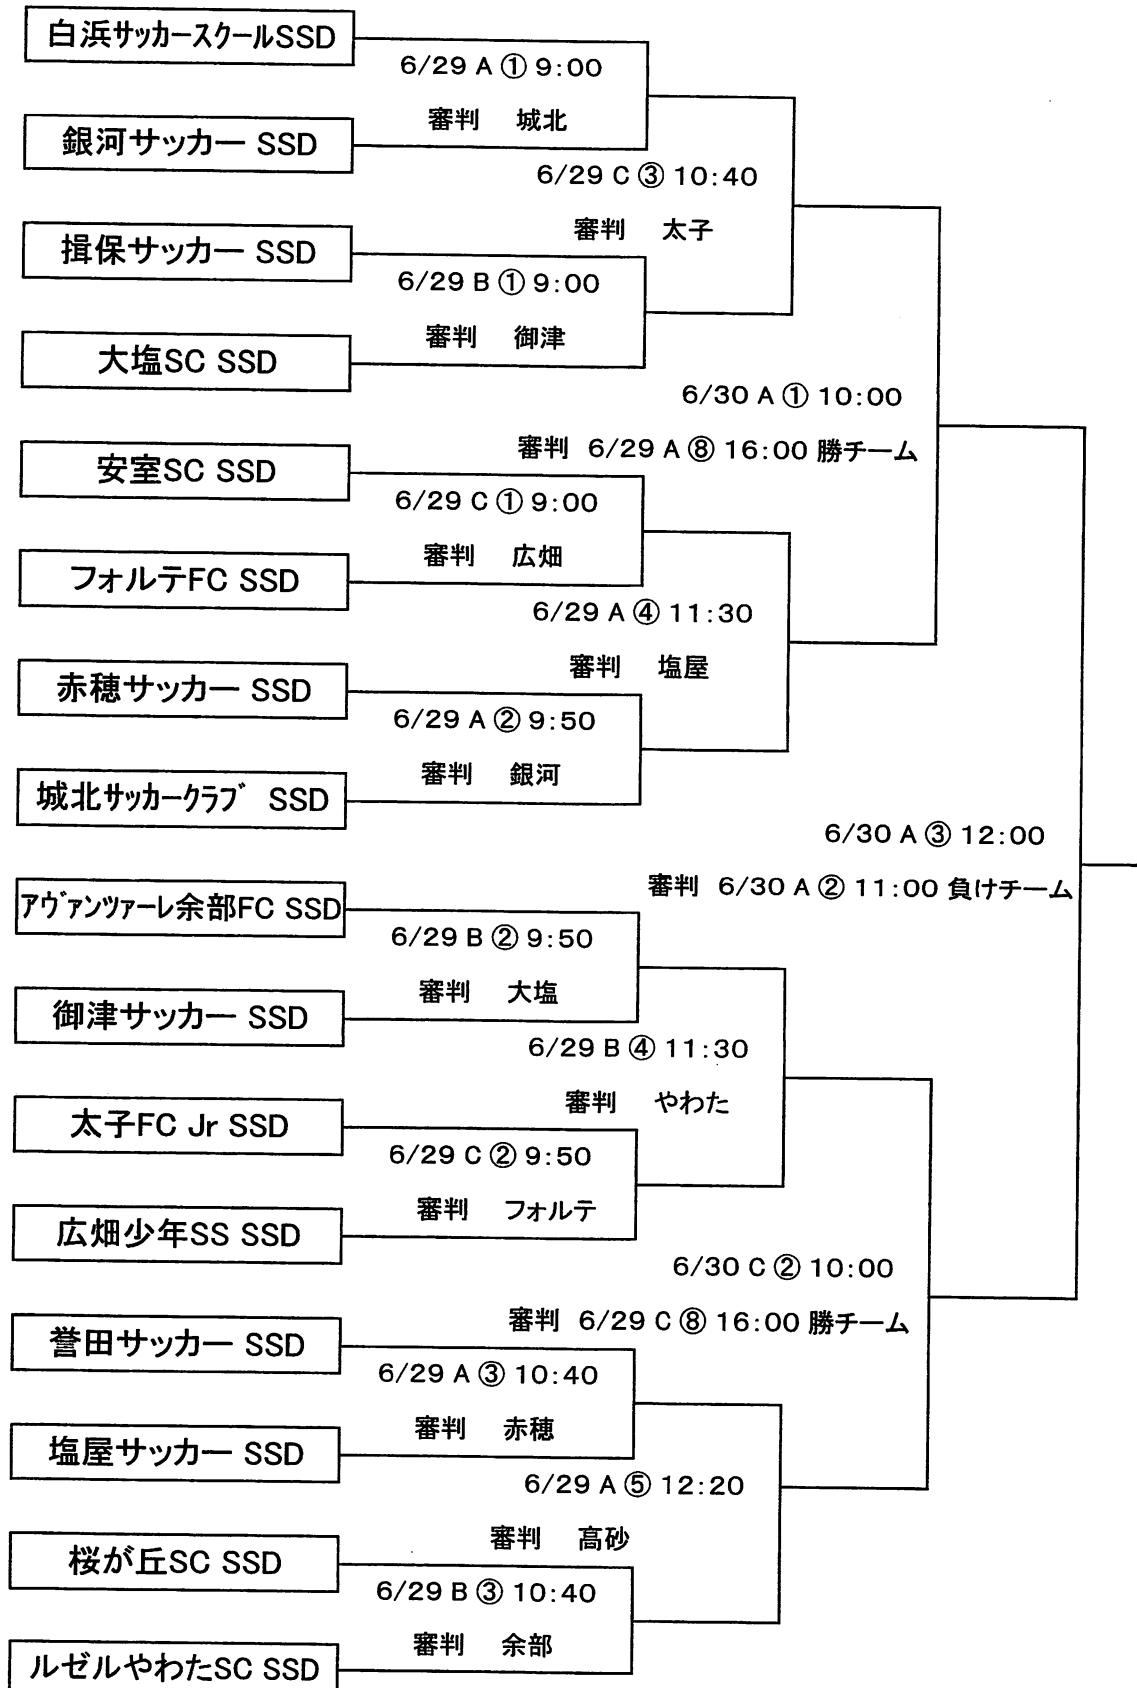 白浜サッカースクールSSD
6/29 A ① 9:00
審判 城北
銀河サッカー SSD
6/29 C ③ 10:40
審判 太子
揖保サッカー SSD
6/29 B ① 9:00
審判 御津
大塩SC SSD
6/30 A ① 10:00
審判 6/29 A ⑧ 16:00 勝チーム
安室SC SSD
6/29 C ① 9:00
審判 広畑
フォルテFC SSD
6/29 A ④ 11:30
審判 塩屋
赤穂サッカー SSD
6/29 A ② 9:50
審判 銀河
城北サッカークラブ SSD
6/30 A ③ 12:00
審判 6/30 A ② 11:00 負けチーム
アヴァンツァーレ余部FC SSD
6/29 B ② 9:50
審判 大塩
御津サッカー SSD
6/29 B ④ 11:30
審判 やわた
太子FC Jr SSD
6/29 C ② 9:50
審判 フォルテ
広畑少年SS SSD
6/30 C ② 10:00
審判 6/29 C ⑧ 16:00 勝チーム
誉田サッカー SSD
6/29 A ③ 10:40
審判 赤穂
塩屋サッカー SSD
6/29 A ⑤ 12:20
審判 高砂
桜が丘SC SSD
6/29 B ③ 10:40
審判 余部
ルゼルやわたSC SSD